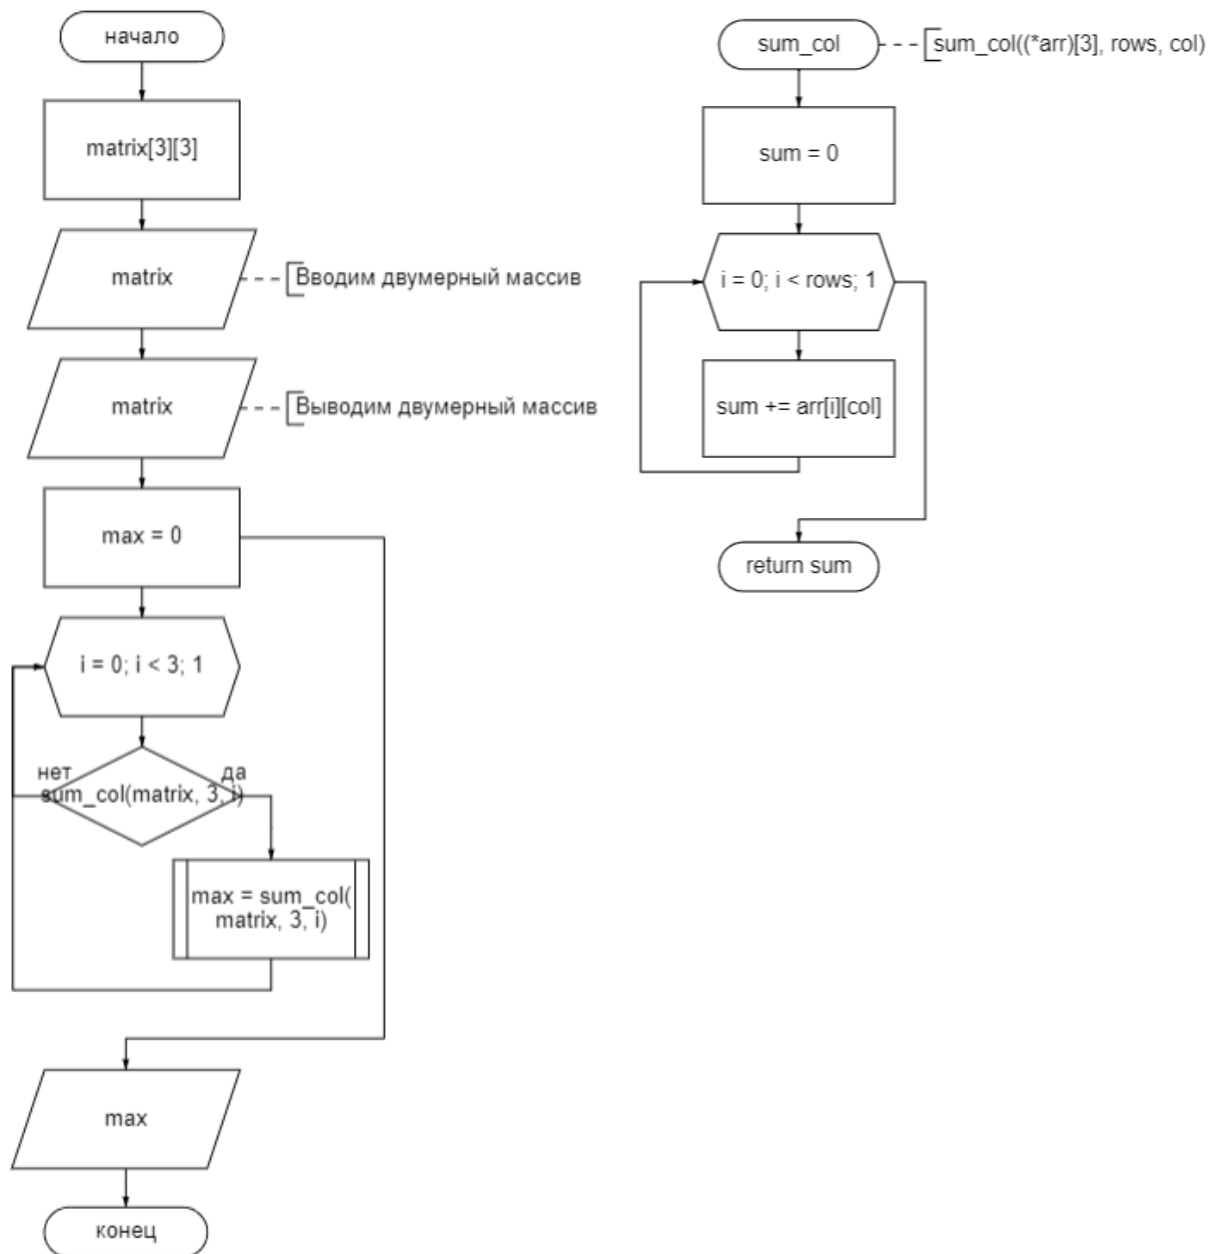 начало
matrix[3][3]
matrix
Вводим двумерный массив
matrix
Выводим двумерный массив
max = 0
i = 0; i < 3; 1
нет
да
sum_col(matrix, 3, i)
max = sum_col(
matrix, 3, i)
max
конец
sum_col
sum_col((*arr)[3], rows, col)
sum = 0
i = 0; i < rows; 1
sum += arr[i][col]
return sum